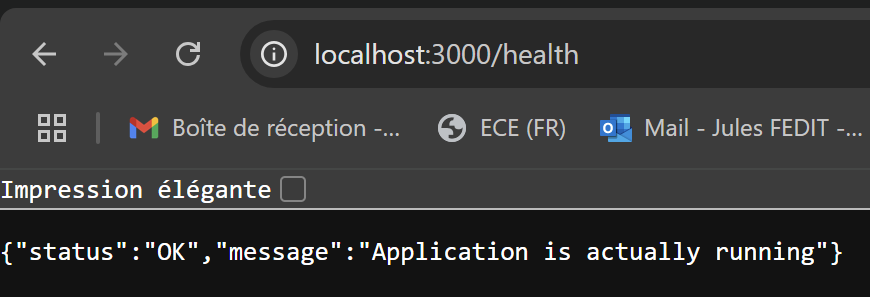 localhost:3000/health
Boîte de réception -... ECE (FR) Mail - Jules FEDIT -...
Impression élégante
{"status":"OK","message":"Application is actually running"}